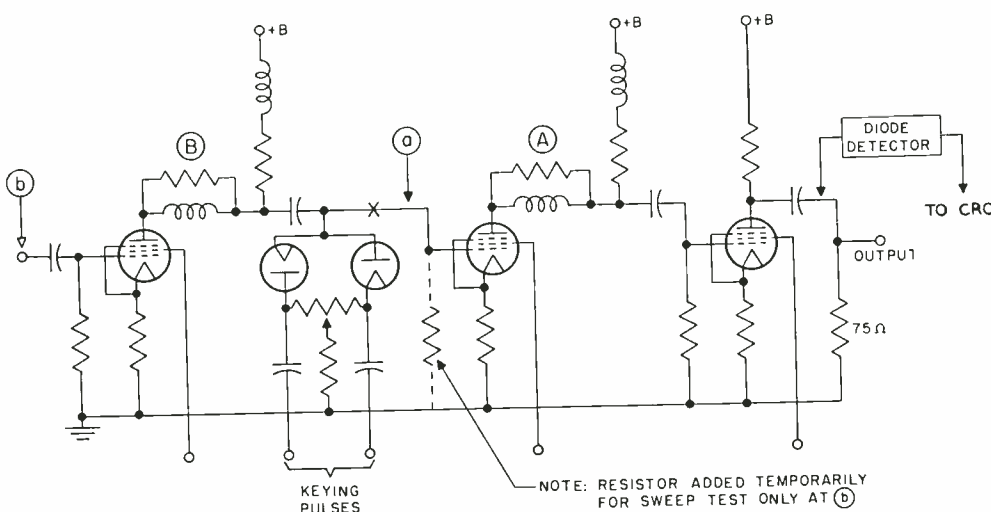 +B
+B
+B
B
a
A
b
DIODE
DETECTOR
TO CRO
OUTPUT
75Ω
KEYING
PULSES
NOTE: RESISTOR ADDED TEMPORARILY
FOR SWEEP TEST ONLY AT b